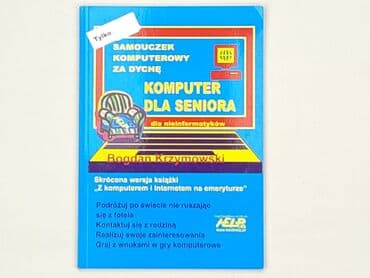 Tylko
SAMOUCZEK
KOMPUTEROWY
ZA DYCHĘ
KOMPUTER
DLA SENIORA
dla nieinformatyków
Bogdan Krzymowski
Skrócona wersja książki
„Z komputerem i Internetem na emeryturze"
Podróżuj po świecie nie ruszając
się z fotela
Kontaktuj się z rodziną
Realizuj swoje zainteresowania
Graj z wnukami w gry komputerowe
HELP